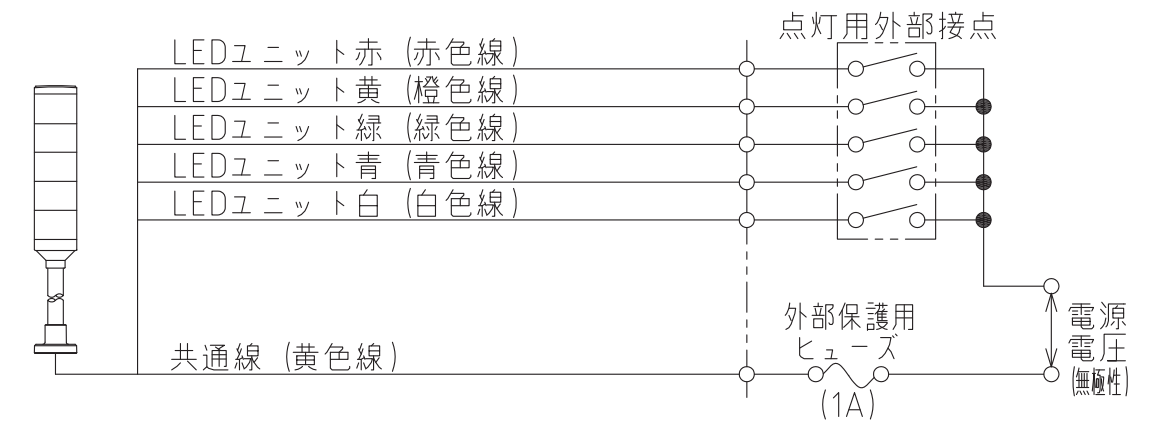 点灯用外部接点
LEDユニット赤 (赤色線)
LEDユニット黄 (橙色線)
LEDユニット緑 (緑色線)
LEDユニット青 (青色線)
LEDユニット白 (白色線)
外部保護用
ヒューズ
(1A)
電源
電圧
(無極性)
共通線 (黄色線)